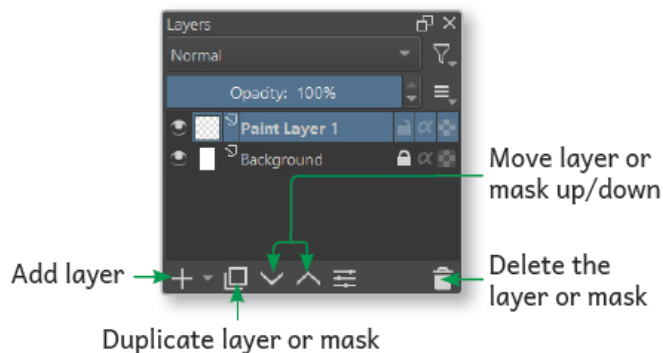 Layers
Normal
Opacity: 100%
Paint Layer 1
Background
Move layer or
mask up/down
Add layer
Delete the
layer or mask
Duplicate layer or mask